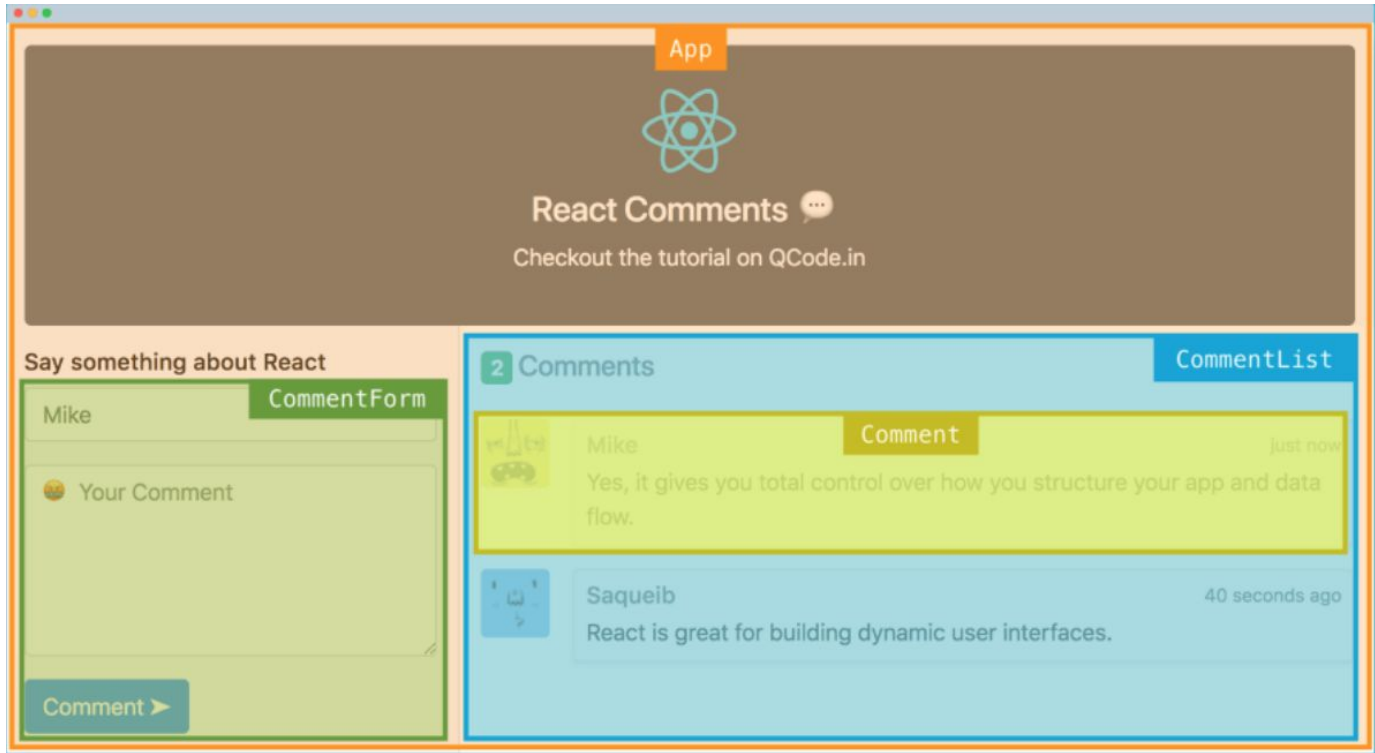 App
React Comments 💬
Checkout the tutorial on QCode.in
Say something about React
CommentForm
Mike
😁 Your Comment
Comment ➤
CommentList
2 Comments
Comment
Mike
just now
Yes, it gives you total control over how you structure your app and data
flow.
Saqueib
40 seconds ago
React is great for building dynamic user interfaces.